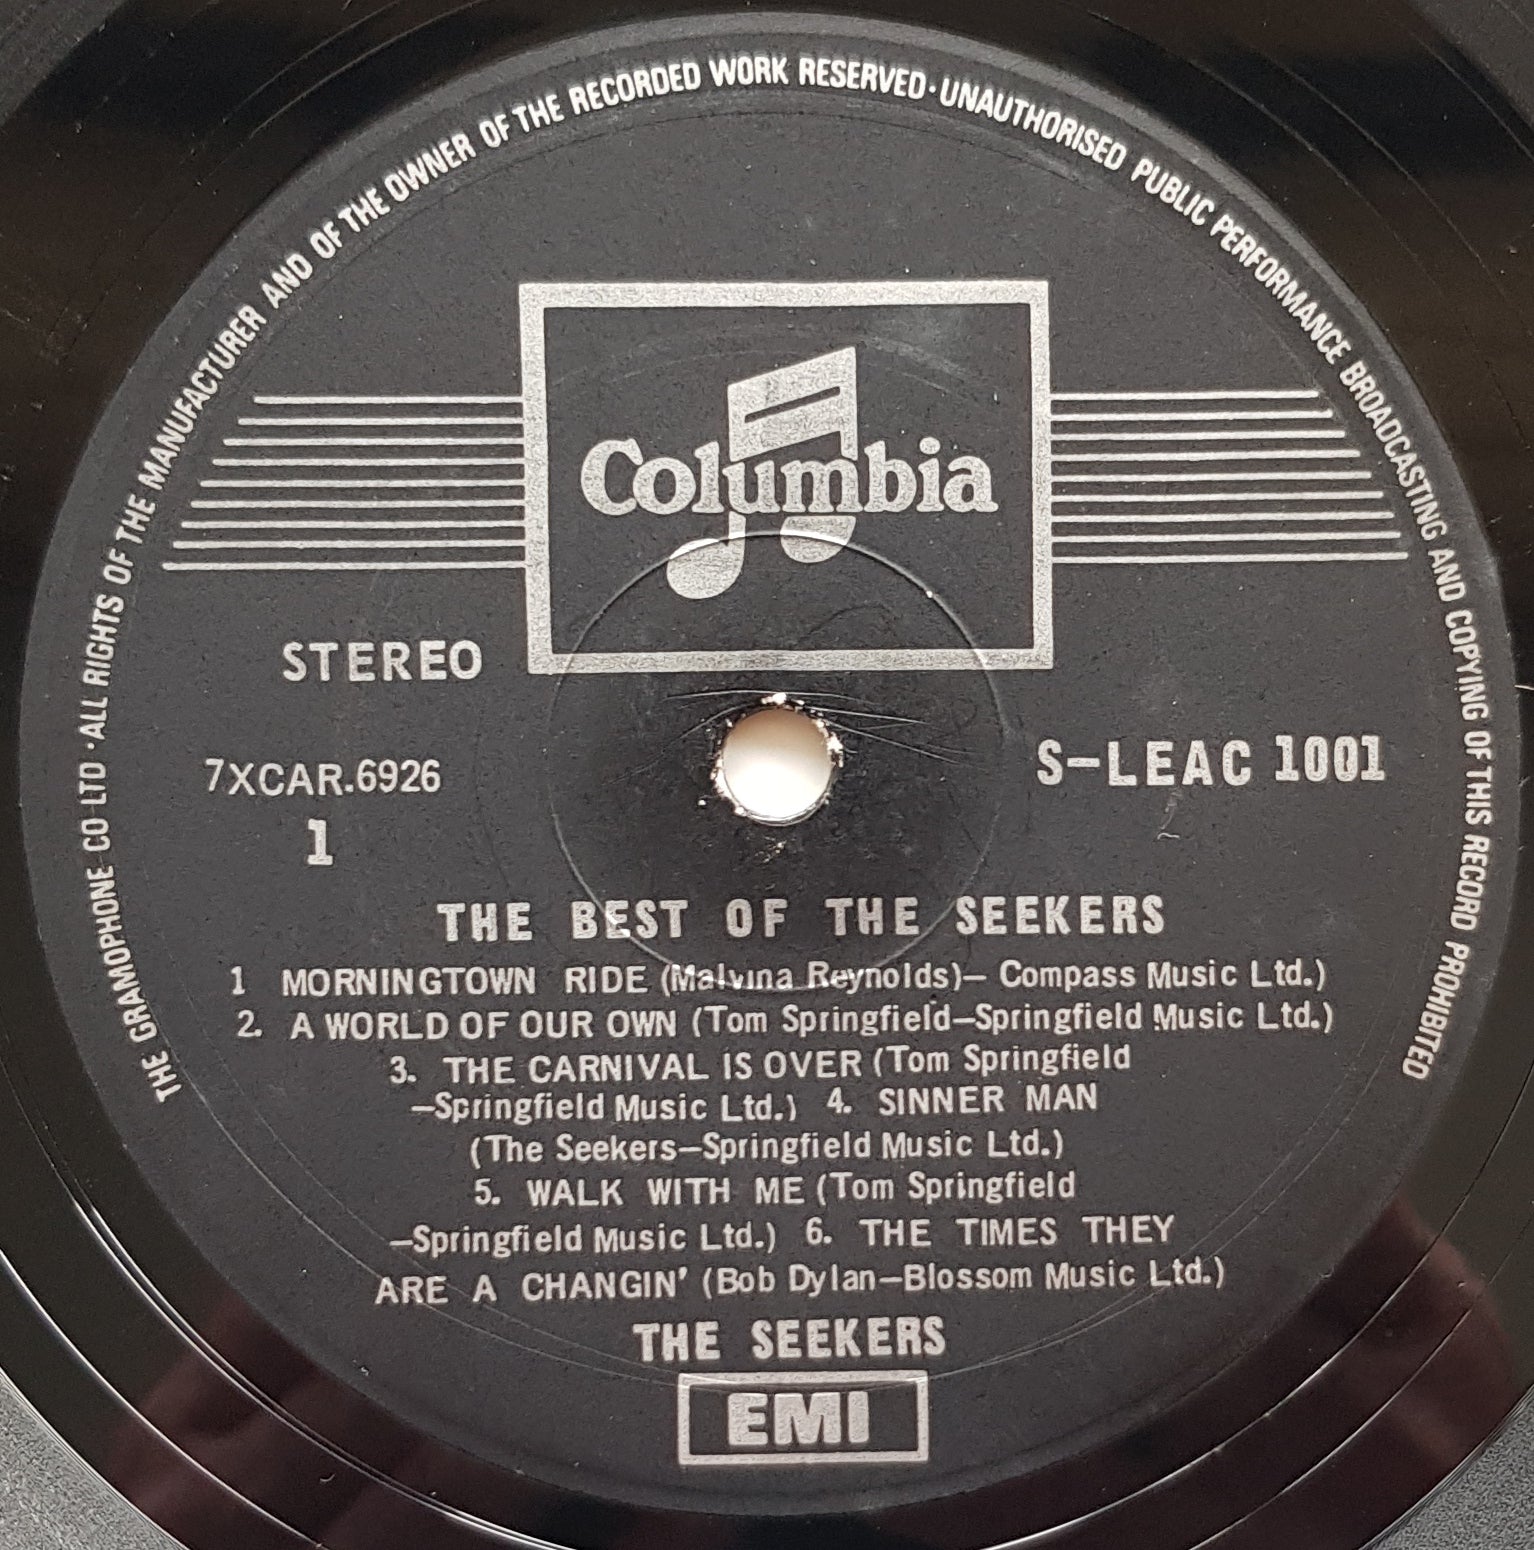 THE GRAMOPHONE CO LTD · ALL RIGHTS OF THE MANUFACTURER AND OF THE OWNER OF THE RECORDED WORK RESERVED · UNAUTHORISED PUBLIC PERFORMANCE BROADCASTING AND COPYING OF THIS RECORD PROHIBITED
Columbia
STEREO
7XCAR.6926
S-LEAC 1001
1
THE BEST OF THE SEEKERS
1 MORNINGTOWN RIDE (Malvina Reynolds)— Compass Music Ltd.)
2. A WORLD OF OUR OWN (Tom Springfield—Springfield Music Ltd.)
3. THE CARNIVAL IS OVER (Tom Springfield
—Springfield Music Ltd.) 4. SINNER MAN
(The Seekers—Springfield Music Ltd.)
5. WALK WITH ME (Tom Springfield
—Springfield Music Ltd.) 6. THE TIMES THEY
ARE A CHANGIN' (Bob Dylan—Blossom Music Ltd.)
THE SEEKERS
EMI